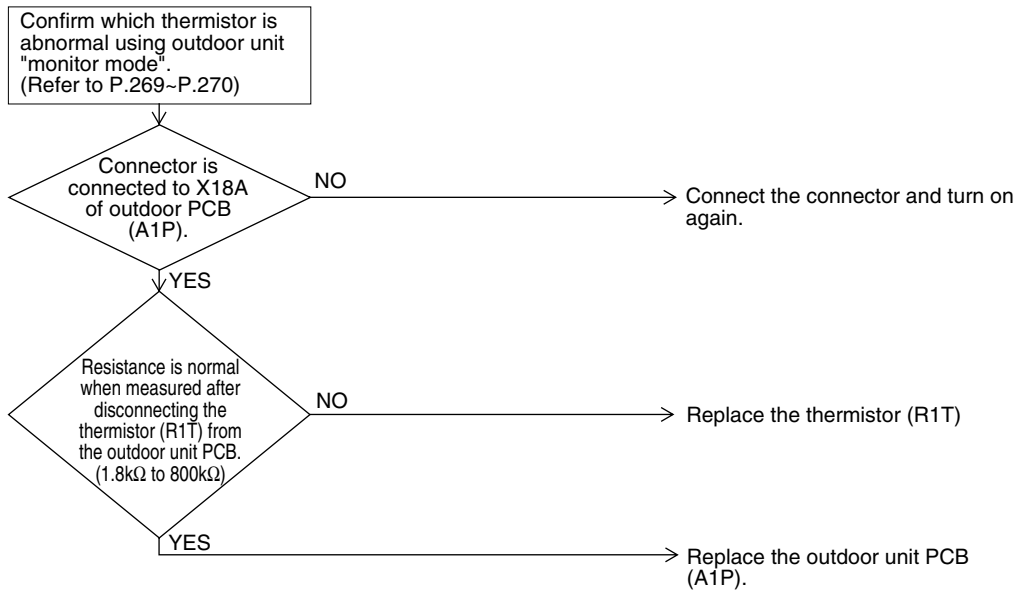 Confirm which thermistor is
abnormal using outdoor unit
"monitor mode".
(Refer to P.269~P.270)
Connector is
connected to X18A
of outdoor PCB
(A1P).
NO
Connect the connector and turn on
again.
YES
Resistance is normal
when measured after
disconnecting the
thermistor (R1T) from
the outdoor unit PCB.
(1.8kΩ to 800kΩ)
NO
Replace the thermistor (R1T)
YES
Replace the outdoor unit PCB
(A1P).